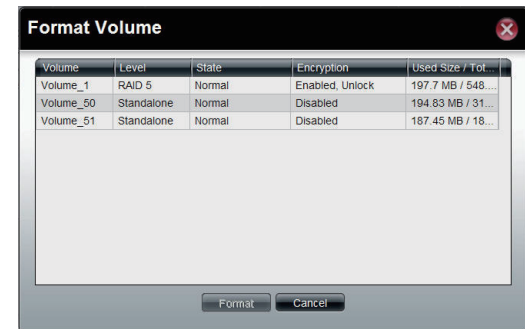 Format Volume
Volume Level State Encryption Used Size / Tot...
Volume_1 RAID 5 Normal Enabled, Unlock 197.7 MB / 548....
Volume_50 Standalone Normal Disabled 194.83 MB / 31...
Volume_51 Standalone Normal Disabled 187.45 MB / 18...
Format Cancel